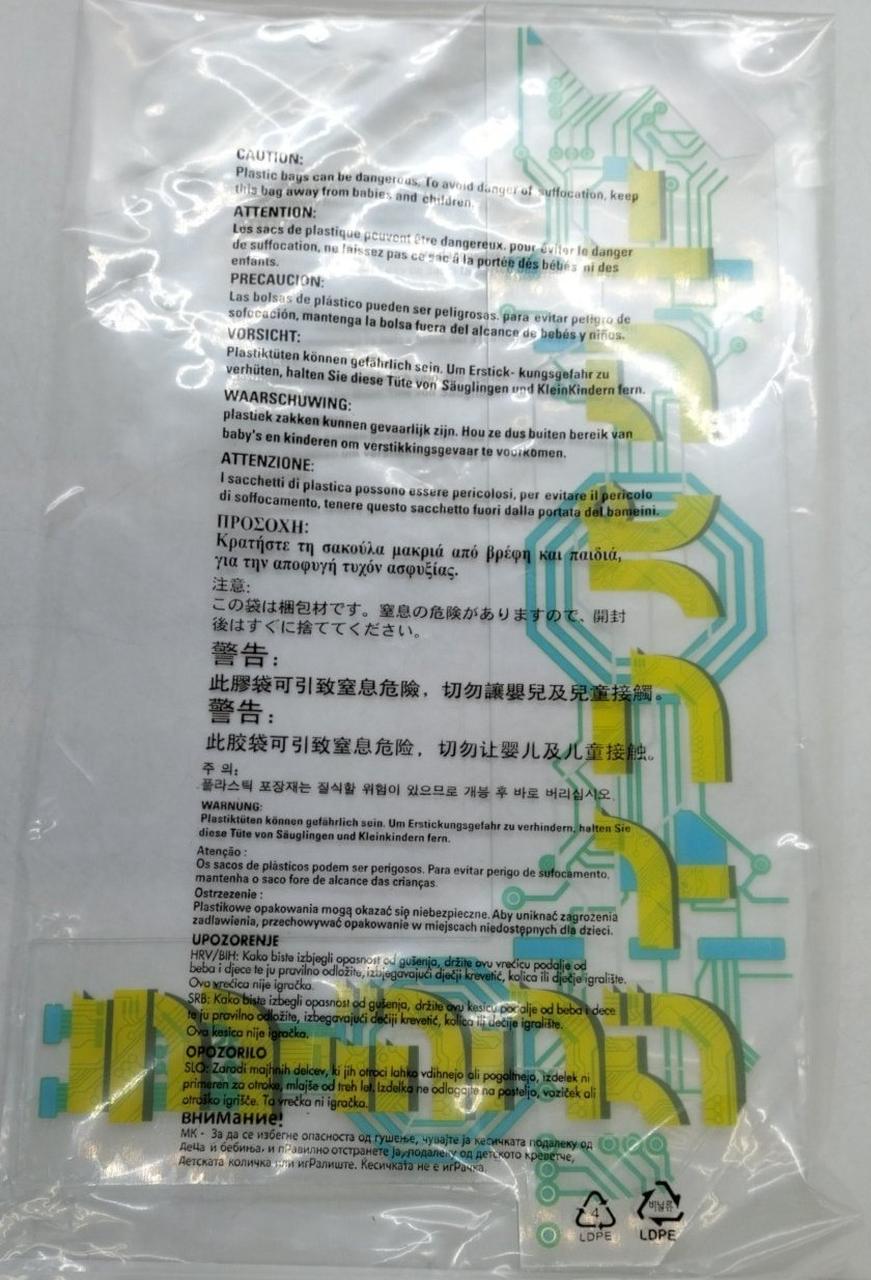 CAUTION:
Plastic bags can be dangerous. To avoid danger of suffocation, keep
this bag away from babies and children.
ATTENTION:
Les sacs de plastique peuvent être dangereux. pour éviter le danger
de suffocation, ne laissez pas ce sac â la portée dés bébés ni des
enfants.
PRECAUCION:
Las bolsas de plástico pueden ser peligrosas. para evitar peligro de
sofocación, mantenga la bolsa fuera del alcance de bebés y niños.
VORSICHT:
Plastiktüten können gefährlich sein. Um Erstick- kungsgefahr zu
verhüten, halten Sie diese Tüte von Säuglingen und KleinKindern fern.
WAARSCHUWING:
plastiek zakken kunnen gevaarlijk zijn. Hou ze dus buiten bereik van
baby's en kinderen om verstikkingsgevaar te voorkomen.
ATTENZIONE:
I sacchetti di plastica possono essere pericolosi, per evitare il pericolo
di soffocamento, tenere questo sacchetto fuori dalla portata del bameini.
ΠΡΟΣΟΧΗ:
Κρατήστε τη σακούλα μακριά από βρέφη και παιδιά,
για την αποφυγή τυχόν ασφυξίας.
注意:
この袋は梱包材です。窒息の危険がありますので、開封
後はすぐに捨ててください。
警告:
此膠袋可引致窒息危險，切勿讓嬰兒及兒童接觸。
警告:
此胶袋可引致窒息危险，切勿让婴儿及儿童接触。
주 의:
플라스틱 포장재는 질식할 위험이 있으므로 개봉 후 바로 버리십시오.
WARNUNG:
Plastiktüten können gefährlich sein. Um Erstickungsgefahr zu verhindern, halten Sie
diese Tüte von Säuglingen und Kleinkindern fern.
Atenção :
Os sacos de plàsticos podem ser perigosos. Para evitar perigo de sufocamento,
mantenha o saco fore de alcance das crianças.
Ostrzezenie :
Plastikowe opakowania mogą okazać się niebezpieczne. Aby uniknać zagrożenia
zadlawienia, przechowywać opakowanie w miejscach niedostępnych dla dzieci.
UPOZORENJE
HRV/BIH: Kako biste izbjegli opasnost od gušenja, držite ovu vrećicu podalje od
beba i djece te ju pravilno odložite, izbjegavajući dječji krevetić, kolica ili dječje igralište.
Ova vrećica nije igračka.
SRB: Kako biste izbegli opasnost od gušenja, držite ovu kesicu podalje od beba i dece
te ju pravilno odložite, izbegavajući dečiji krevetić, kolica ili dečije igralište.
Ova kesica nije igračka.
OPOZORILO
SLO: Zaradi majhnih delcev, ki jih otroci lahko vdihnejo ali pogoltnejo, izdelek ni
primeren za otroke, mlajše od treh let. Izdelka ne odlagajte na posteljo, voziček ali
otroško igrišče. Ta vrečka ni igračka.
ВНИМАНИЕ!
МК - За да се избегне опасноста од гушење, чувајте ја кесичката подалеку од
деца и бебиња, и правилно отстранете ја, подалеку од детското креветче,
детската количка или игралиште. Кесичката не е играчка.
4
LDPE
비닐류
LDPE